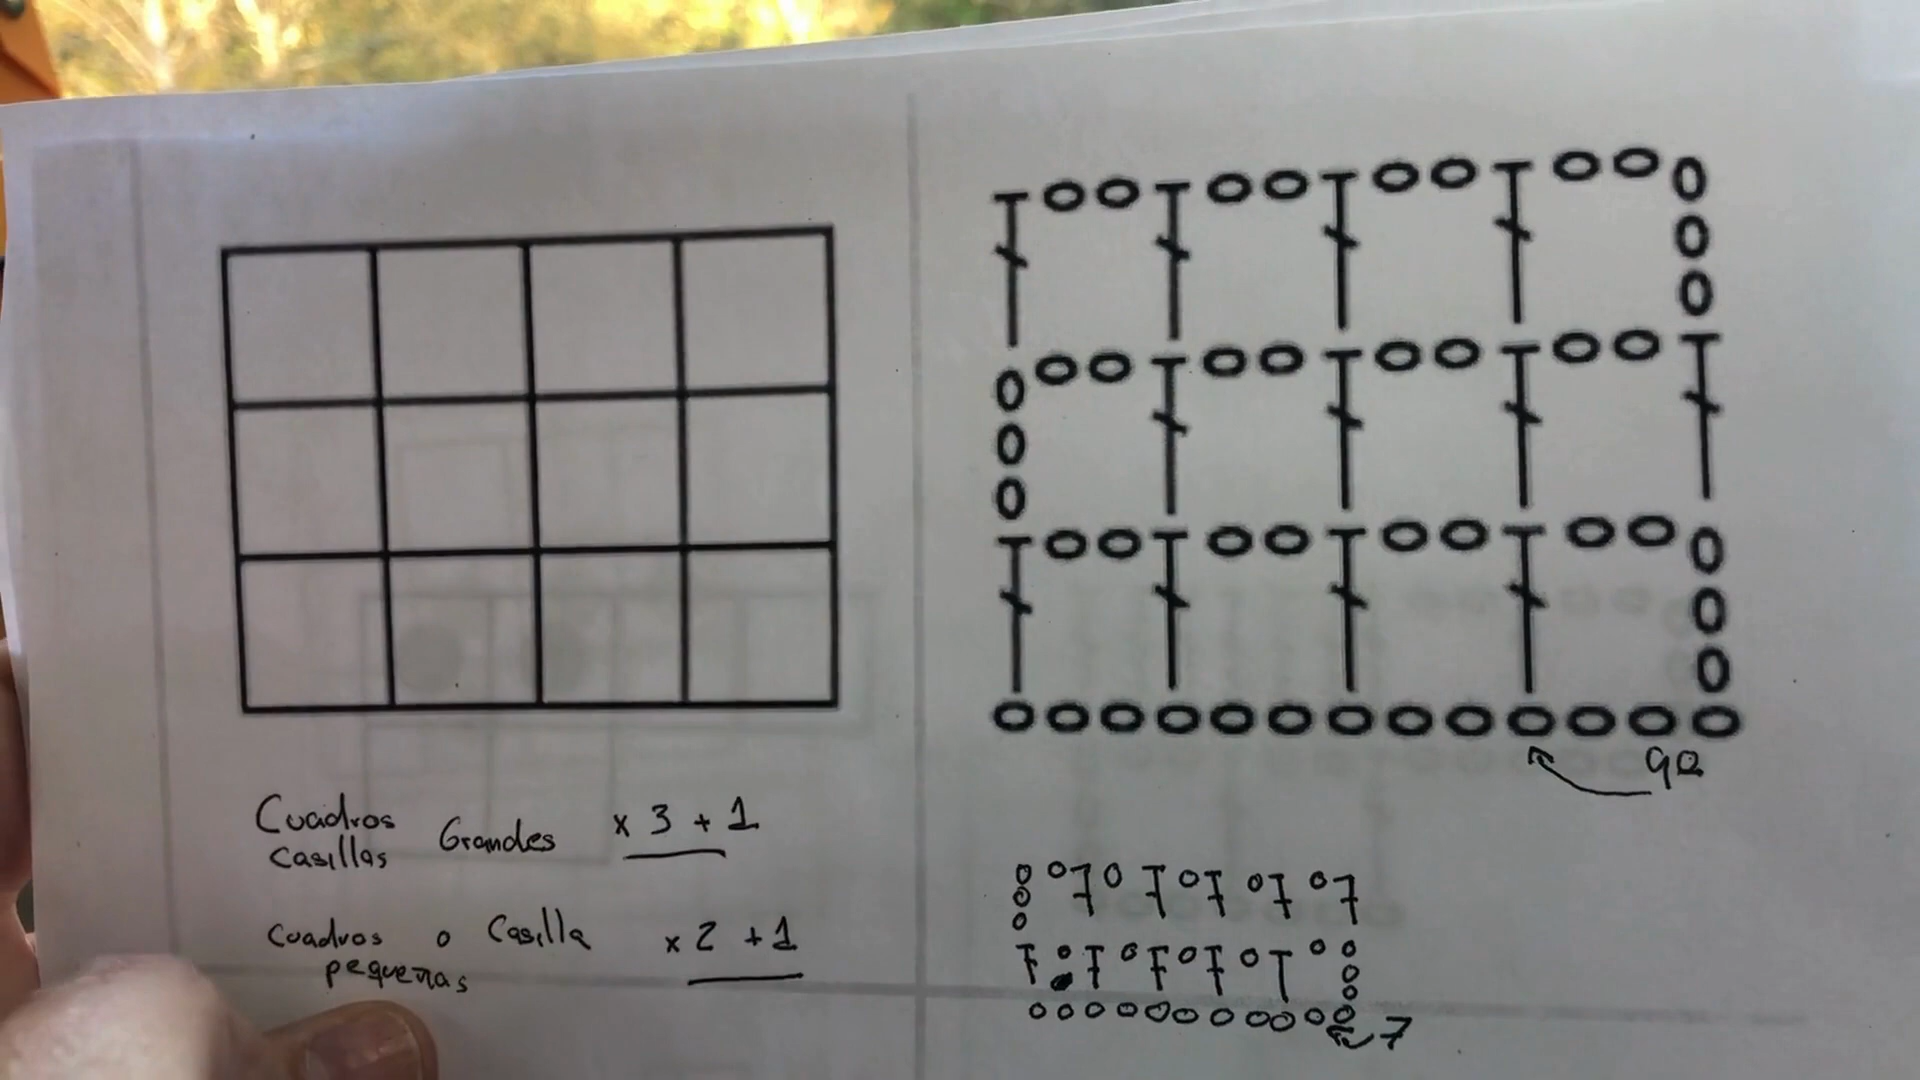 Cuadros Grandes x 3 + 1
Casillas
Cuadros o Casilla x 2 + 1
pequeñas
9a
7